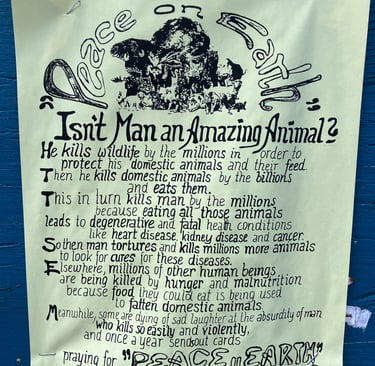 "Peace on Earth"
Isn't Man an Amazing Animal?
He kills wildlife by the millions in order to
protect his domestic animals and their feed.
Then he kills domestic animals by the billions
and eats them.
This in turn kills man by the millions
because eating all those animals
leads to degenerative and fatal health conditions
like heart disease, kidney disease and cancer.
So then man tortures and kills millions more animals
to look for cures for these diseases.
Elsewhere, millions of other human beings
are being killed by hunger and malnutrition
because food they could eat is being used
to fatten domestic animals.
Meanwhile, some are dying of sad laughter at the absurdity of man
who kills so easily and violently,
and once a year sends out cards
praying for "PEACE on EARTH"